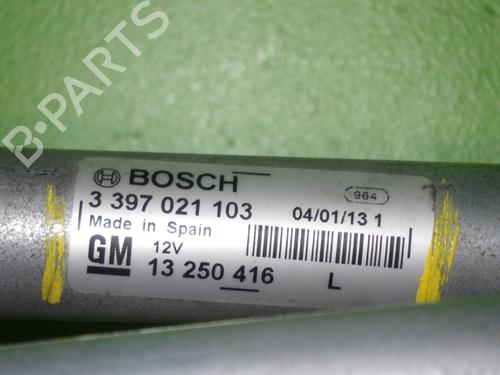 B-PARTS
BOSCH
964
3 397 021 103
04/01/13 1
Made in Spain
12V
GM
13 250 416
L